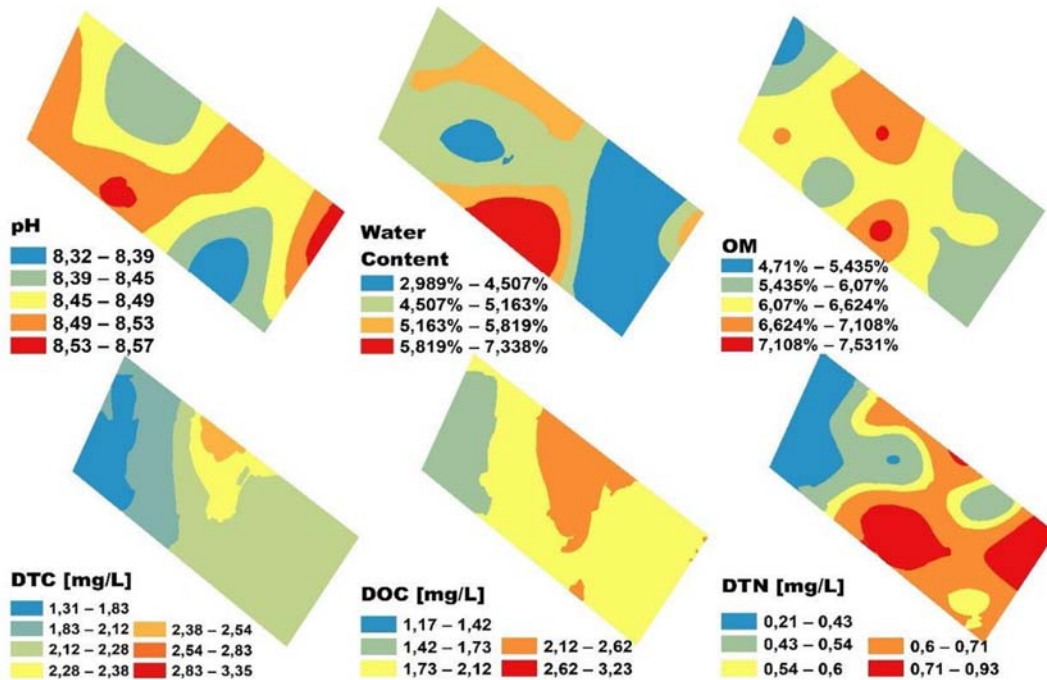 pH
8,32 – 8,39
8,39 – 8,45
8,45 – 8,49
8,49 – 8,53
8,53 – 8,57
Water
Content
2,989% – 4,507%
4,507% – 5,163%
5,163% – 5,819%
5,819% – 7,338%
OM
4,71% – 5,435%
5,435% – 6,07%
6,07% – 6,624%
6,624% – 7,108%
7,108% – 7,531%
DTC [mg/L]
1,31 – 1,83
1,83 – 2,12
2,12 – 2,28
2,28 – 2,38
2,38 – 2,54
2,54 – 2,83
2,83 – 3,35
DOC [mg/L]
1,17 – 1,42
1,42 – 1,73
1,73 – 2,12
2,12 – 2,62
2,62 – 3,23
DTN [mg/L]
0,21 – 0,43
0,43 – 0,54
0,54 – 0,6
0,6 – 0,71
0,71 – 0,93